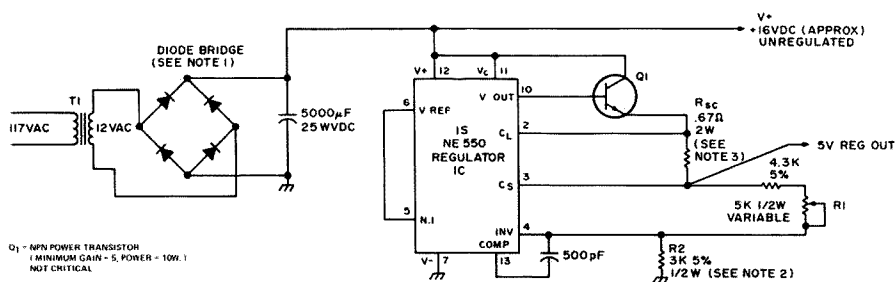 V+
+16VDC (APPROX)
UNREGULATED
DIODE BRIDGE
(SEE NOTE 1)
T1
117VAC
12VAC
5000µF
25WVDC
V+ 12
Vc 11
6
V REF
V OUT
10
Q1
IS
NE 550
REGULATOR
IC
CL
2
Rsc
.67Ω
2W
(SEE
NOTE 3)
5V REG OUT
CS
3
4.3K
5%
5K 1/2W
VARIABLE
R1
5
N.I
INV
4
COMP
V- 7
13
500pF
R2
3K 5%
1/2W (SEE NOTE 2)
Q1 = NPN POWER TRANSISTOR
(MINIMUM GAIN = 5, POWER = 10W.)
NOT CRITICAL